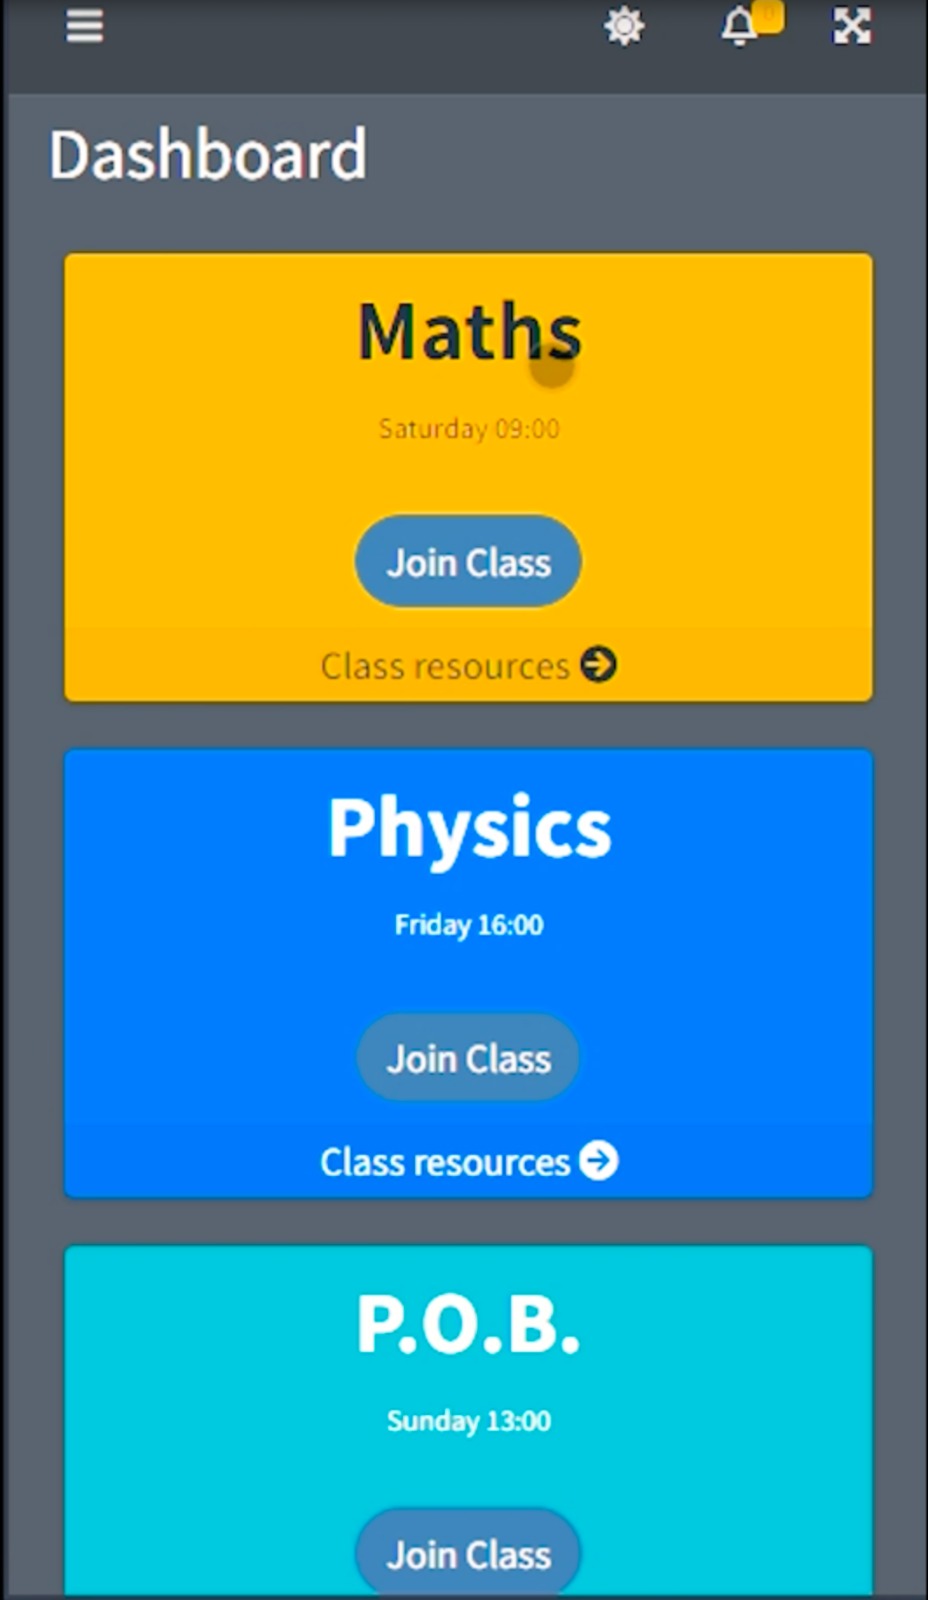 0
Dashboard
Maths
Saturday 09:00
Join Class
Class resources
Physics
Friday 16:00
Join Class
Class resources
P.O.B.
Sunday 13:00
Join Class